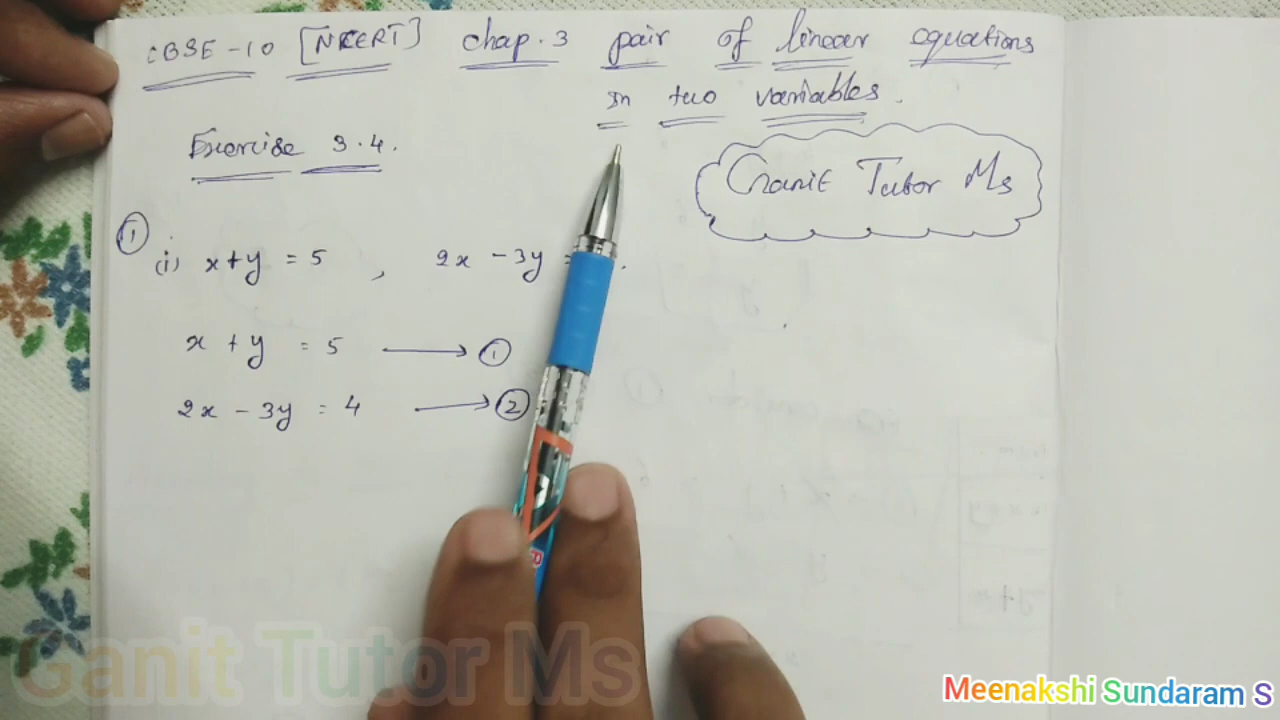 CBSE-10 [NCERT] chap.3 pair of linear equations
in two variables.
Exercise 3.4.
Ganit Tutor Ms
①
(i) x+y = 5 , 2x - 3y = .
x + y = 5 → ①
2x - 3y = 4 → ②
Ganit Tutor Ms
Meenakshi Sundaram S